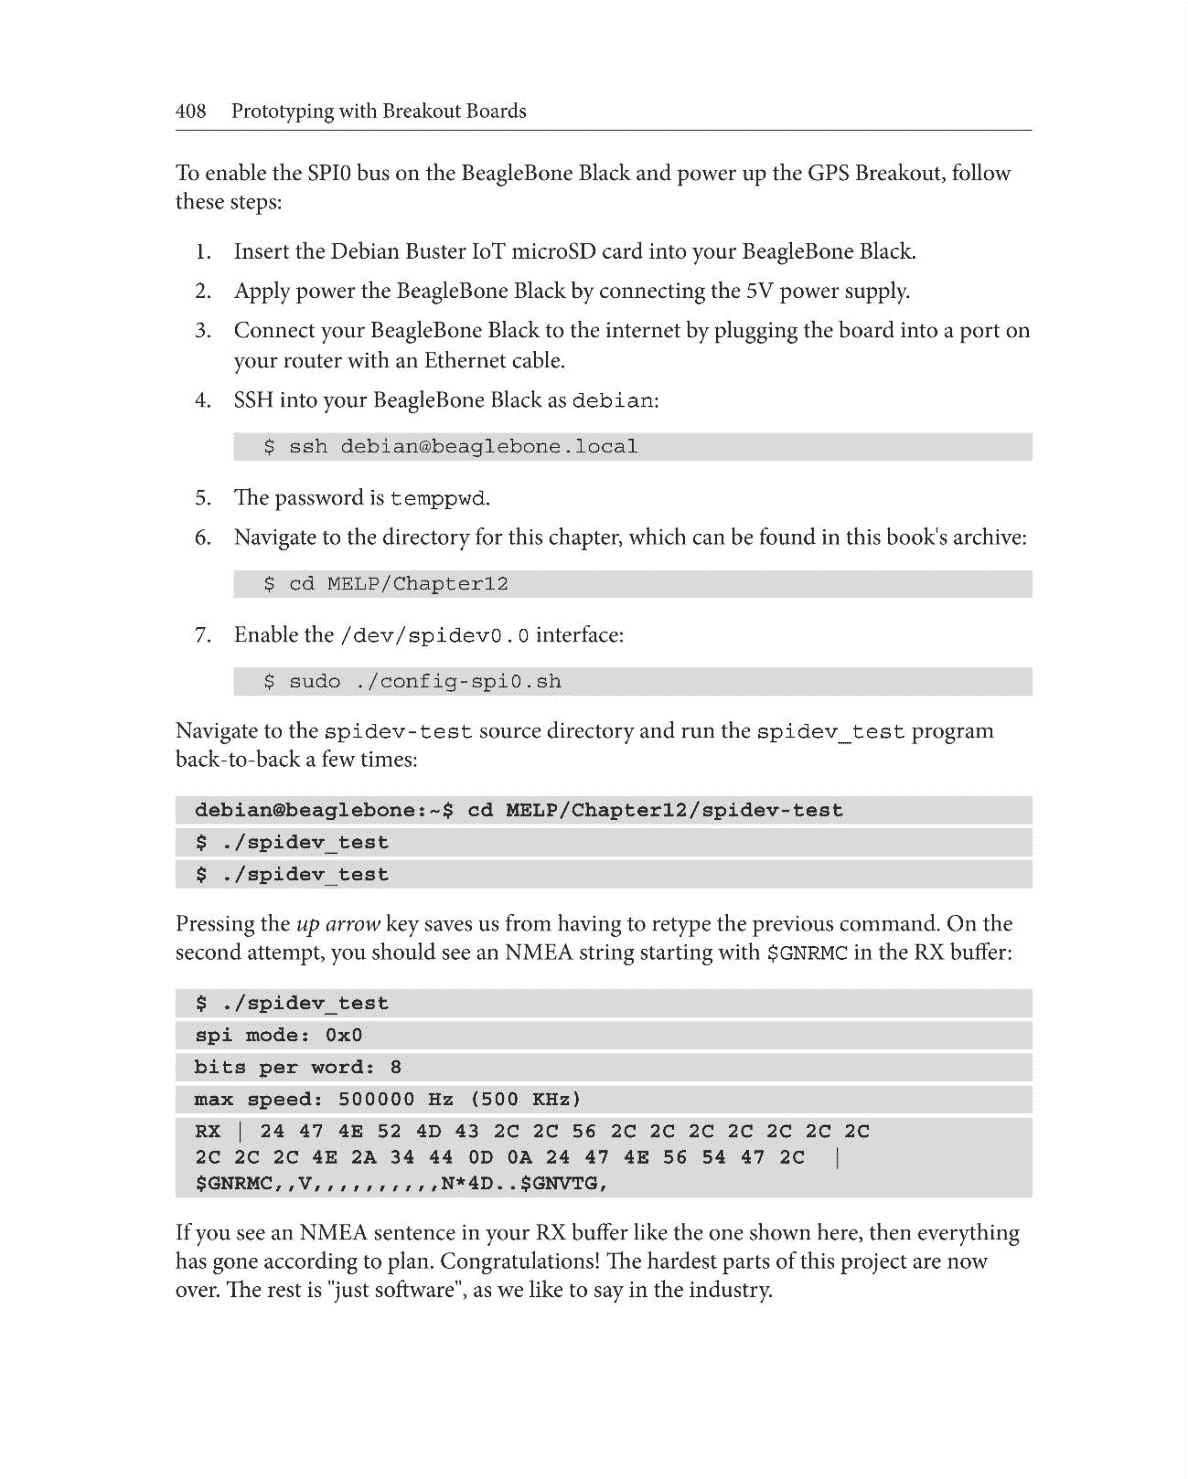 408 Prototyping with Breakout Boards
To enable the SPI0 bus on the BeagleBone Black and power up the GPS Breakout, follow
these steps:
1. Insert the Debian Buster IoT microSD card into your BeagleBone Black.
2. Apply power the BeagleBone Black by connecting the 5V power supply.
3. Connect your BeagleBone Black to the internet by plugging the board into a port on
your router with an Ethernet cable.
4. SSH into your BeagleBone Black as debian:
$ ssh debian@beaglebone.local
5. The password is temppwd.
6. Navigate to the directory for this chapter, which can be found in this book's archive:
$ cd MELP/Chapter12
7. Enable the /dev/spidev0.0 interface:
$ sudo ./config-spi0.sh
Navigate to the spidev-test source directory and run the spidev_test program
back-to-back a few times:
debian@beaglebone:~$ cd MELP/Chapter12/spidev-test
$ ./spidev_test
$ ./spidev_test
Pressing the up arrow key saves us from having to retype the previous command. On the
second attempt, you should see an NMEA string starting with $GNRMC in the RX buffer:
$ ./spidev_test
spi mode: 0x0
bits per word: 8
max speed: 500000 Hz (500 KHz)
RX | 24 47 4E 52 4D 43 2C 2C 56 2C 2C 2C 2C 2C 2C 2C
2C 2C 2C 4E 2A 34 44 0D 0A 24 47 4E 56 54 47 2C |
$GNRMC,,V,,,,,,,,,,N*4D..$GNVTG,
If you see an NMEA sentence in your RX buffer like the one shown here, then everything
has gone according to plan. Congratulations! The hardest parts of this project are now
over. The rest is "just software", as we like to say in the industry.